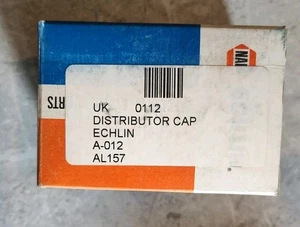 UK 0112
DISTRIBUTOR CAP
ECHLIN
A-012
AL157